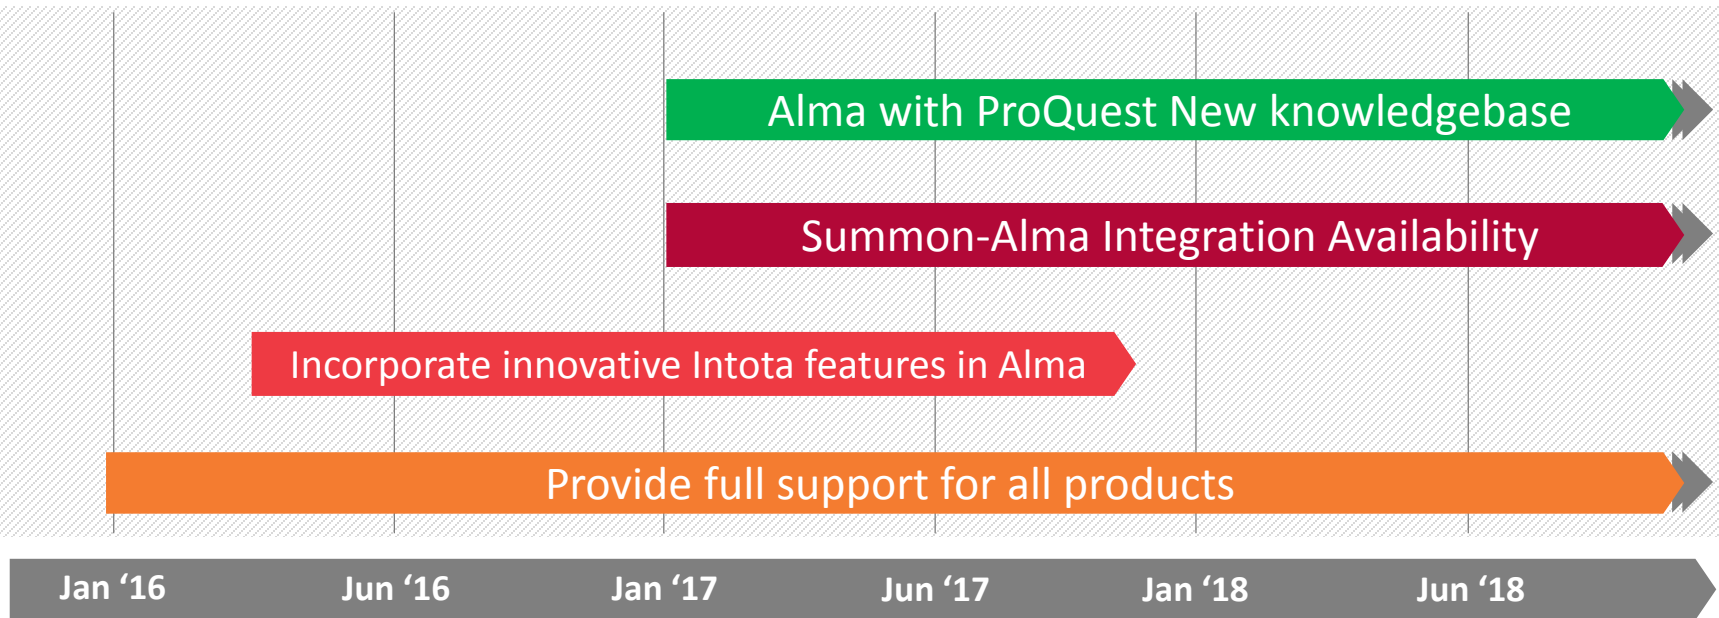 Alma with ProQuest New knowledgebase
Summon-Alma Integration Availability
Incorporate innovative Intota features in Alma
Provide full support for all products
Jan ‘16
Jun ‘16
Jan ‘17
Jun ‘17
Jan ‘18
Jun ‘18